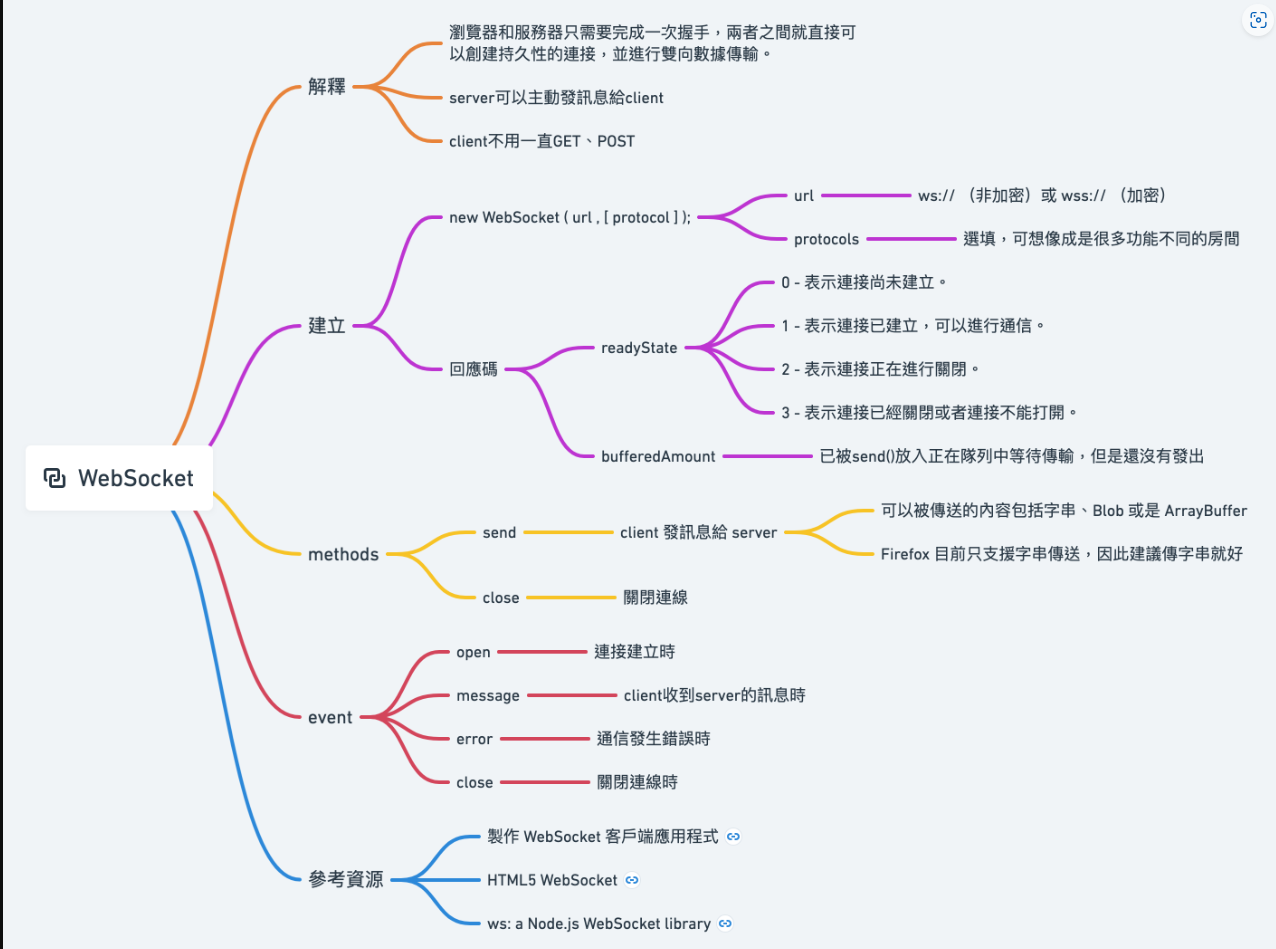 WebSocket
解釋
瀏覽器和服務器只需要完成一次握手，兩者之間就直接可
以創建持久性的連接，並進行雙向數據傳輸。
server可以主動發訊息給client
client不用一直GET、POST
建立
new WebSocket ( url , [ protocol ] );
url
ws:// （非加密）或 wss:// （加密）
protocols
選填，可想像成是很多功能不同的房間
回應碼
readyState
0 - 表示連接尚未建立。
1 - 表示連接已建立，可以進行通信。
2 - 表示連接正在進行關閉。
3 - 表示連接已經關閉或者連接不能打開。
bufferedAmount
已被send()放入正在隊列中等待傳輸，但是還沒有發出
methods
send
client 發訊息給 server
可以被傳送的內容包括字串、Blob 或是 ArrayBuffer
Firefox 目前只支援字串傳送，因此建議傳字串就好
close
關閉連線
event
open
連接建立時
message
client收到server的訊息時
error
通信發生錯誤時
close
關閉連線時
參考資源
製作 WebSocket 客戶端應用程式
HTML5 WebSocket
ws: a Node.js WebSocket library